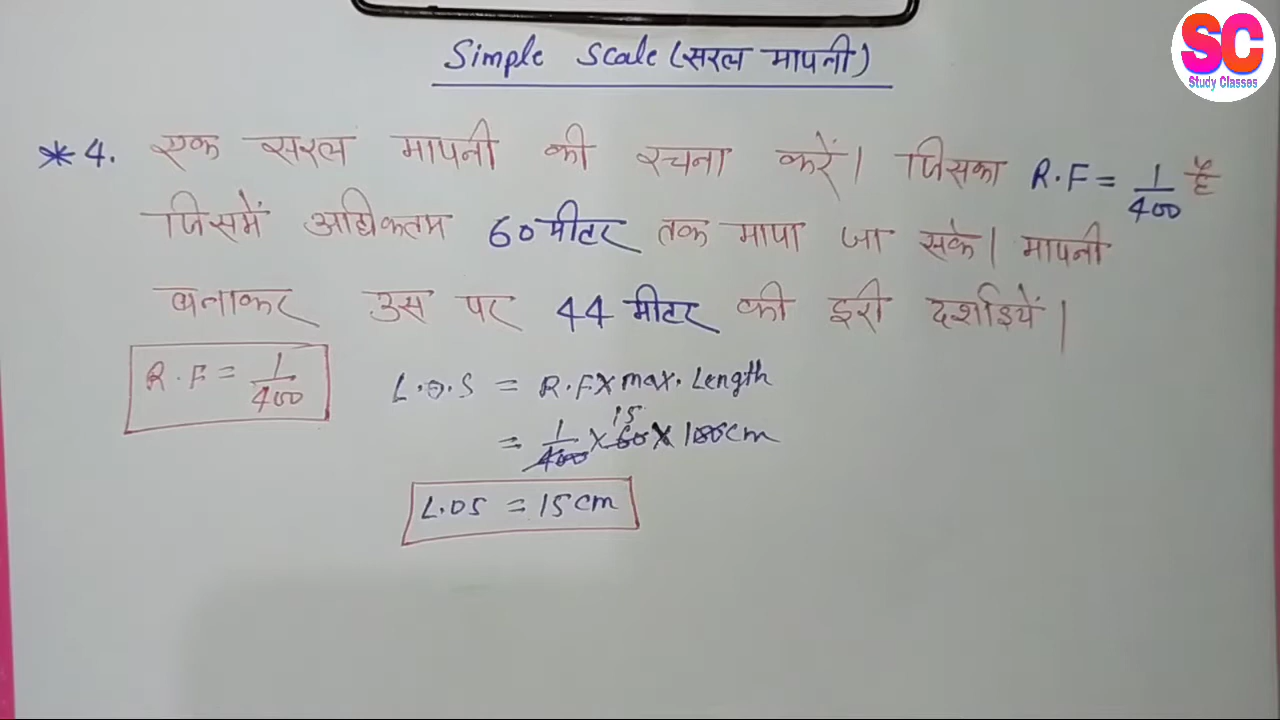 SC
Study Classes
Simple Scale (सरल मापनी)
*4. एक सरल मापनी की रचना करें। जिसका R.F = 1/400 है
जिसमें अधिकतम 60 मीटर तक मापा जा सके। मापनी
बनाकर उस पर 44 मीटर की दूरी दर्शाइये।
R.F = 1/400
L.O.S = R.F x max. Length
= 1/400 x 60 x 100 cm
15
L.OS = 15 cm